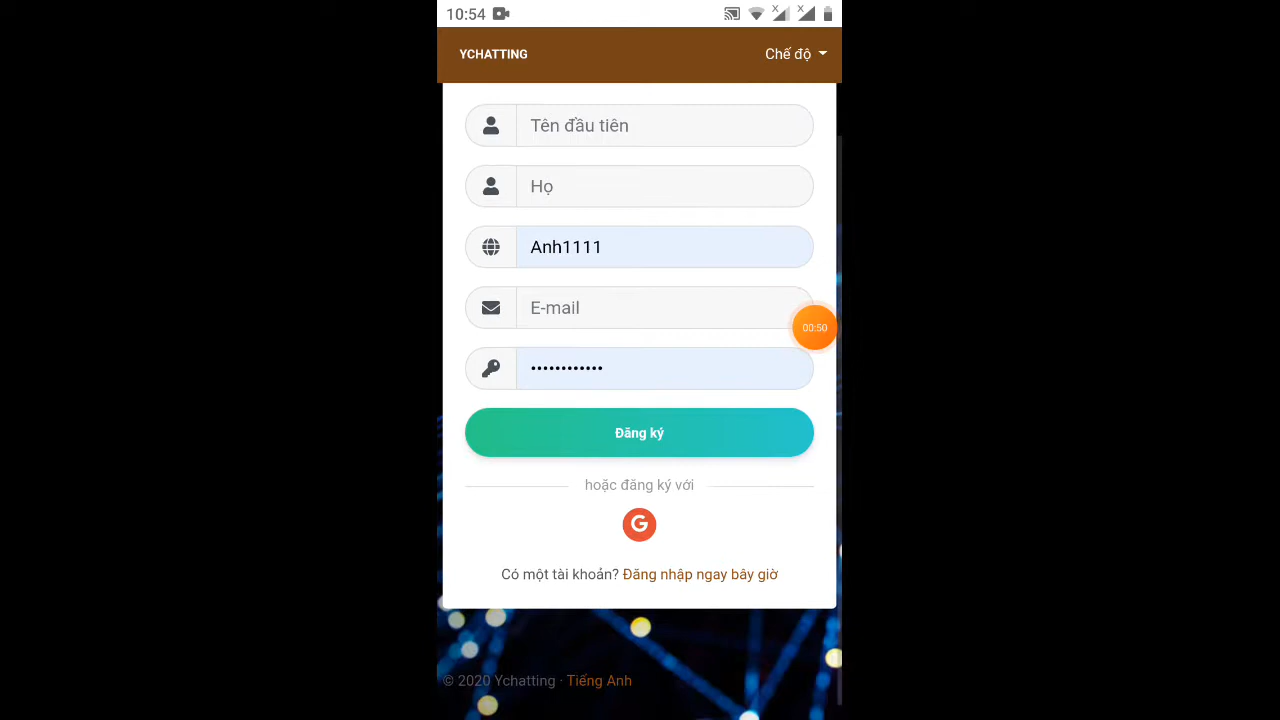 10:54
YCHATTING
Chế độ
Tên đầu tiên
Họ
Anh1111
E-mail
00:50
••••••••••••
Đăng ký
hoặc đăng ký với
G
Có một tài khoản? Đăng nhập ngay bây giờ
© 2020 Ychatting · Tiếng Anh